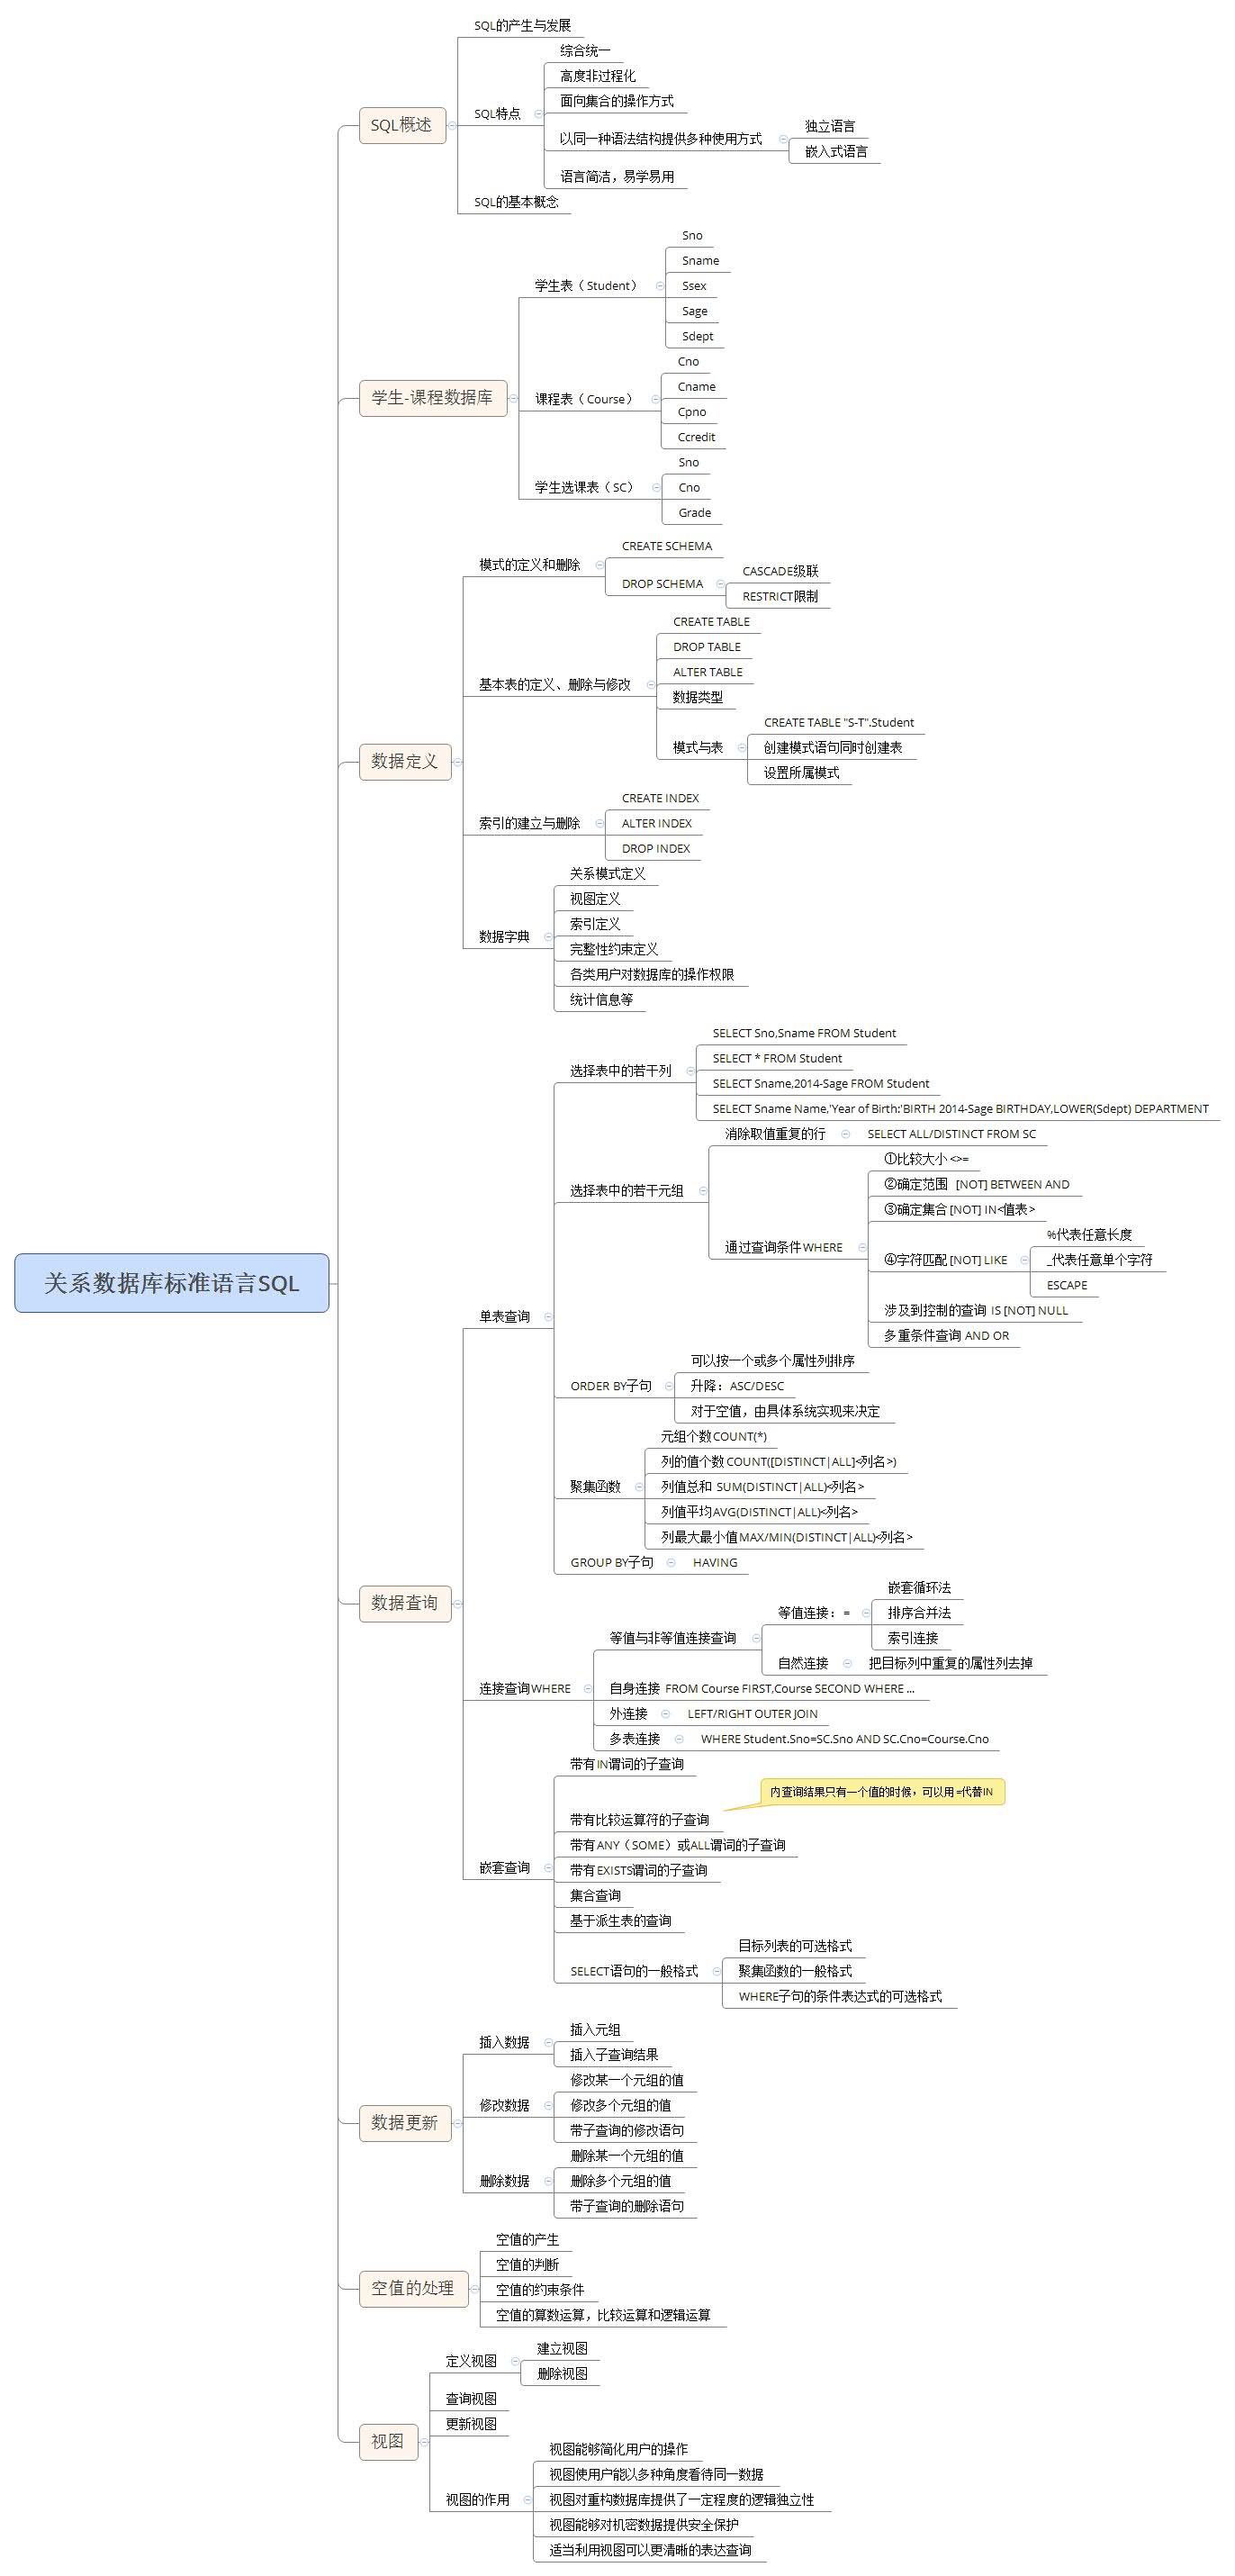 关系数据库标准语言SQL
SQL概述
SQL的产生与发展
SQL特点
综合统一
高度非过程化
面向集合的操作方式
以同一种语法结构提供多种使用方式
独立语言
嵌入式语言
语言简洁，易学易用
SQL的基本概念
学生-课程数据库
学生表（Student）
Sno
Sname
Ssex
Sage
Sdept
课程表（Course）
Cno
Cname
Cpno
Ccredit
学生选课表（SC）
Sno
Cno
Grade
数据定义
模式的定义和删除
CREATE SCHEMA
DROP SCHEMA
CASCADE级联
RESTRICT限制
基本表的定义、删除与修改
CREATE TABLE
DROP TABLE
ALTER TABLE
数据类型
模式与表
CREATE TABLE "S-T".Student
创建模式语句同时创建表
设置所属模式
索引的建立与删除
CREATE INDEX
ALTER INDEX
DROP INDEX
数据字典
关系模式定义
视图定义
索引定义
完整性约束定义
各类用户对数据库的操作权限
统计信息等
数据查询
单表查询
选择表中的若干列
SELECT Sno,Sname FROM Student
SELECT * FROM Student
SELECT Sname,2014-Sage FROM Student
SELECT Sname Name,'Year of Birth:'BIRTH 2014-Sage BIRTHDAY,LOWER(Sdept) DEPARTMENT
选择表中的若干元组
消除取值重复的行
SELECT ALL/DISTINCT FROM SC
通过查询条件WHERE
①比较大小 <>=
②确定范围 [NOT] BETWEEN AND
③确定集合 [NOT] IN<值表>
④字符匹配 [NOT] LIKE
%代表任意长度
_代表任意单个字符
ESCAPE
涉及到控制的查询 IS [NOT] NULL
多重条件查询 AND OR
ORDER BY子句
可以按一个或多个属性列排序
升降：ASC/DESC
对于空值，由具体系统实现来决定
聚集函数
元组个数COUNT(*)
列的值个数COUNT([DISTINCT|ALL]<列名>)
列值总和 SUM(DISTINCT|ALL)<列名>
列值平均AVG(DISTINCT|ALL)<列名>
列最大最小值MAX/MIN(DISTINCT|ALL)<列名>
GROUP BY子句
HAVING
连接查询WHERE
等值与非等值连接查询
等值连接：=
嵌套循环法
排序合并法
索引连接
自然连接
把目标列中重复的属性列去掉
自身连接 FROM Course FIRST,Course SECOND WHERE ...
外连接
LEFT/RIGHT OUTER JOIN
多表连接
WHERE Student.Sno=SC.Sno AND SC.Cno=Course.Cno
嵌套查询
带有IN谓词的子查询
内查询结果只有一个值的时候，可以用=代替IN
带有比较运算符的子查询
带有ANY（SOME）或ALL谓词的子查询
带有EXISTS谓词的子查询
集合查询
基于派生表的查询
SELECT语句的一般格式
目标列表的可选格式
聚集函数的一般格式
WHERE子句的条件表达式的可选格式
数据更新
插入数据
插入元组
插入子查询结果
修改数据
修改某一个元组的值
修改多个元组的值
带子查询的修改语句
删除数据
删除某一个元组的值
删除多个元组的值
带子查询的删除语句
空值的处理
空值的产生
空值的判断
空值的约束条件
空值的算数运算，比较运算和逻辑运算
视图
定义视图
建立视图
删除视图
查询视图
更新视图
视图的作用
视图能够简化用户的操作
视图使用户能以多种角度看待同一数据
视图对重构数据库提供了一定程度的逻辑独立性
视图能够对机密数据提供安全保护
适当利用视图可以更清晰的表达查询